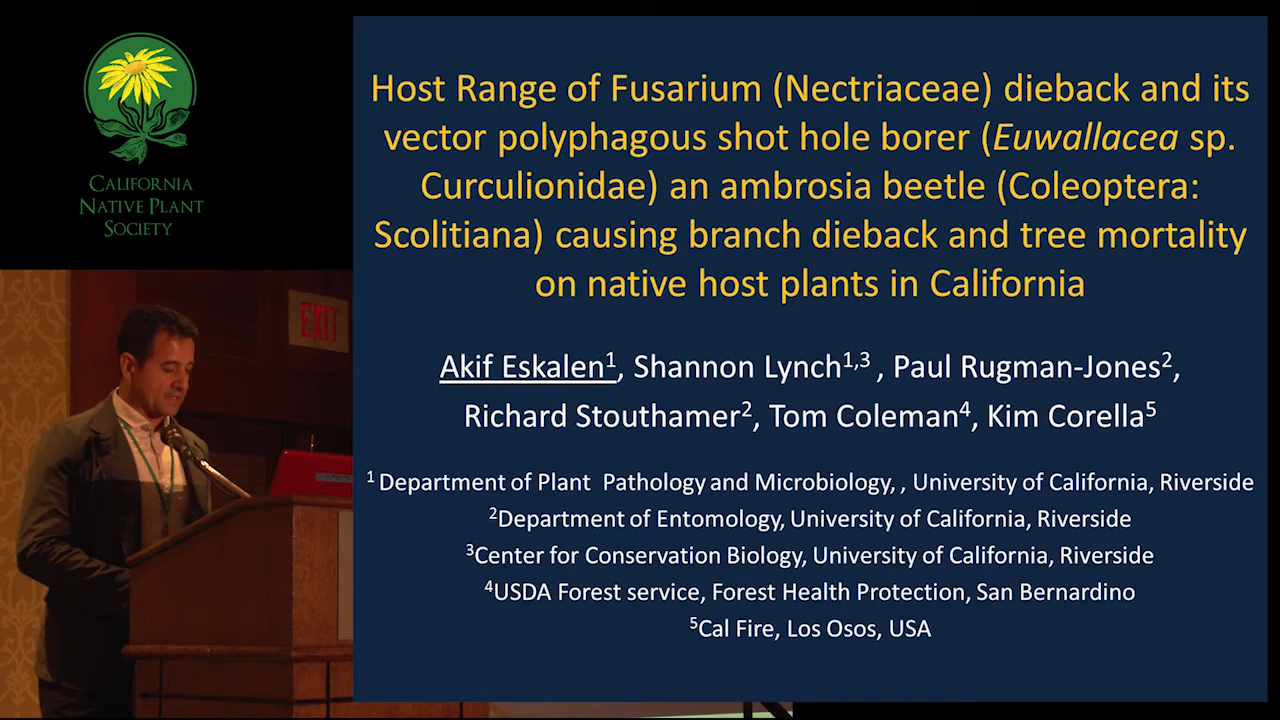 CALIFORNIA
NATIVE PLANT
SOCIETY
EXIT
Host Range of Fusarium (Nectriaceae) dieback and its
vector polyphagous shot hole borer (Euwallacea sp.
Curculionidae) an ambrosia beetle (Coleoptera:
Scolitiana) causing branch dieback and tree mortality
on native host plants in California
Akif Eskalen¹, Shannon Lynch¹,³ , Paul Rugman-Jones²,
Richard Stouthamer², Tom Coleman⁴, Kim Corella⁵
¹ Department of Plant Pathology and Microbiology, , University of California, Riverside
²Department of Entomology, University of California, Riverside
³Center for Conservation Biology, University of California, Riverside
⁴USDA Forest service, Forest Health Protection, San Bernardino
⁵Cal Fire, Los Osos, USA